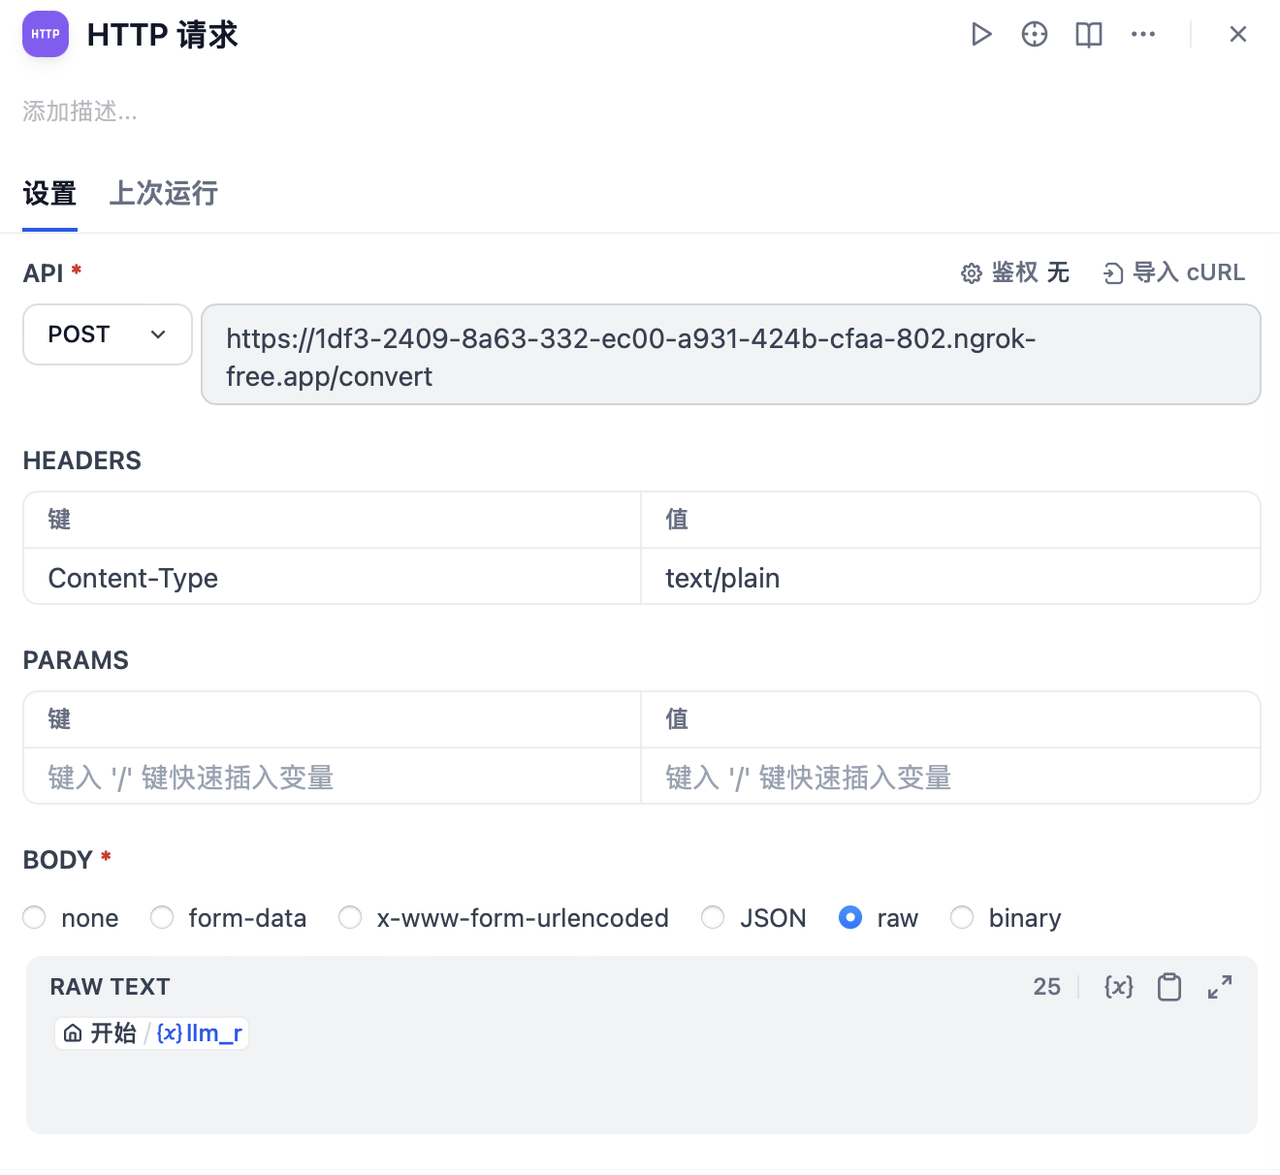 HTTP
HTTP 请求
添加描述...
设置 上次运行
API * 鉴权 无 导入 cURL
POST https://1df3-2409-8a63-332-ec00-a931-424b-cfaa-802.ngrok-
free.app/convert
HEADERS
键 值
Content-Type text/plain
PARAMS
键 值
键入 '/' 键快速插入变量 键入 '/' 键快速插入变量
BODY *
none form-data x-www-form-urlencoded JSON raw binary
RAW TEXT 25 {x}
开始 / {x} llm_r